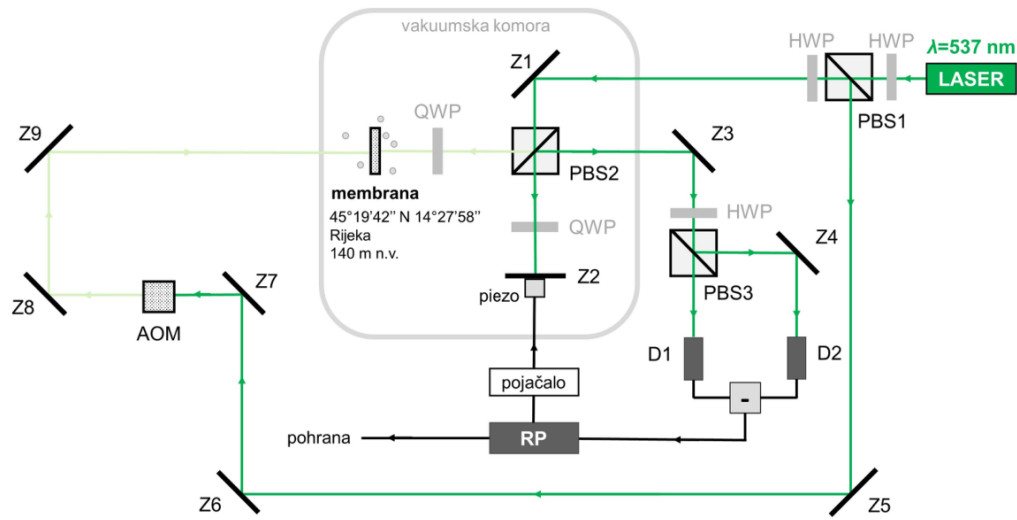 vakuumska komora
HWP
HWP
λ=537 nm
LASER
PBS1
Z1
Z9
QWP
Z3
PBS2
membrana
45°19'42'' N 14°27'58''
Rijeka
140 m n.v.
QWP
HWP
Z4
Z2
piezo
PBS3
Z7
Z8
AOM
D1
D2
pojačalo
-
pohrana
RP
Z6
Z5